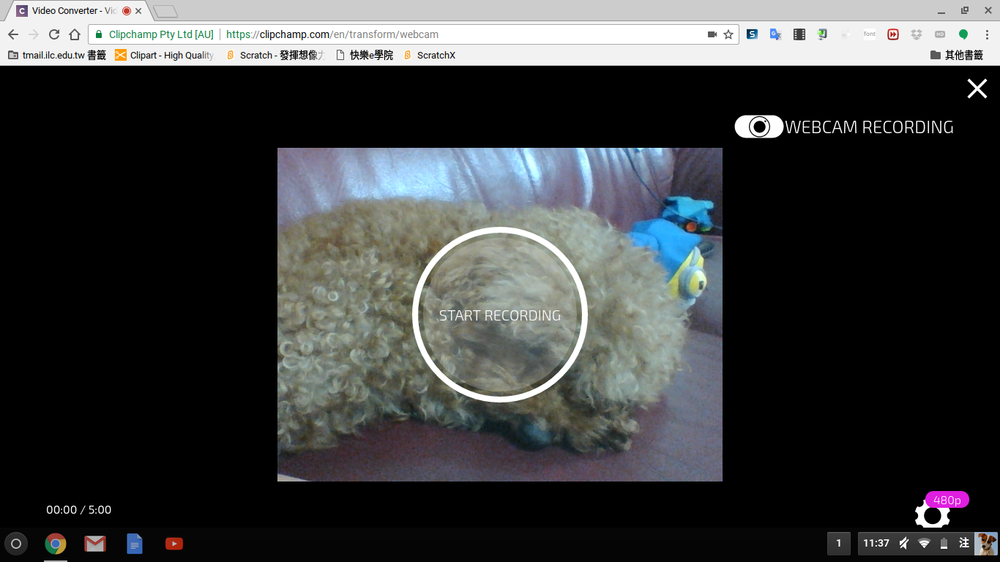 Video Converter - Vid
Clipchamp Pty Ltd [AU] https://clipchamp.com/en/transform/webcam
tmail.ilc.edu.tw 書籤 Clipart - High Quality Scratch - 發揮想像力 快樂e學院 ScratchX 其他書籤
WEBCAM RECORDING
START RECORDING
00:00 / 5:00
480p
1 11:37 注